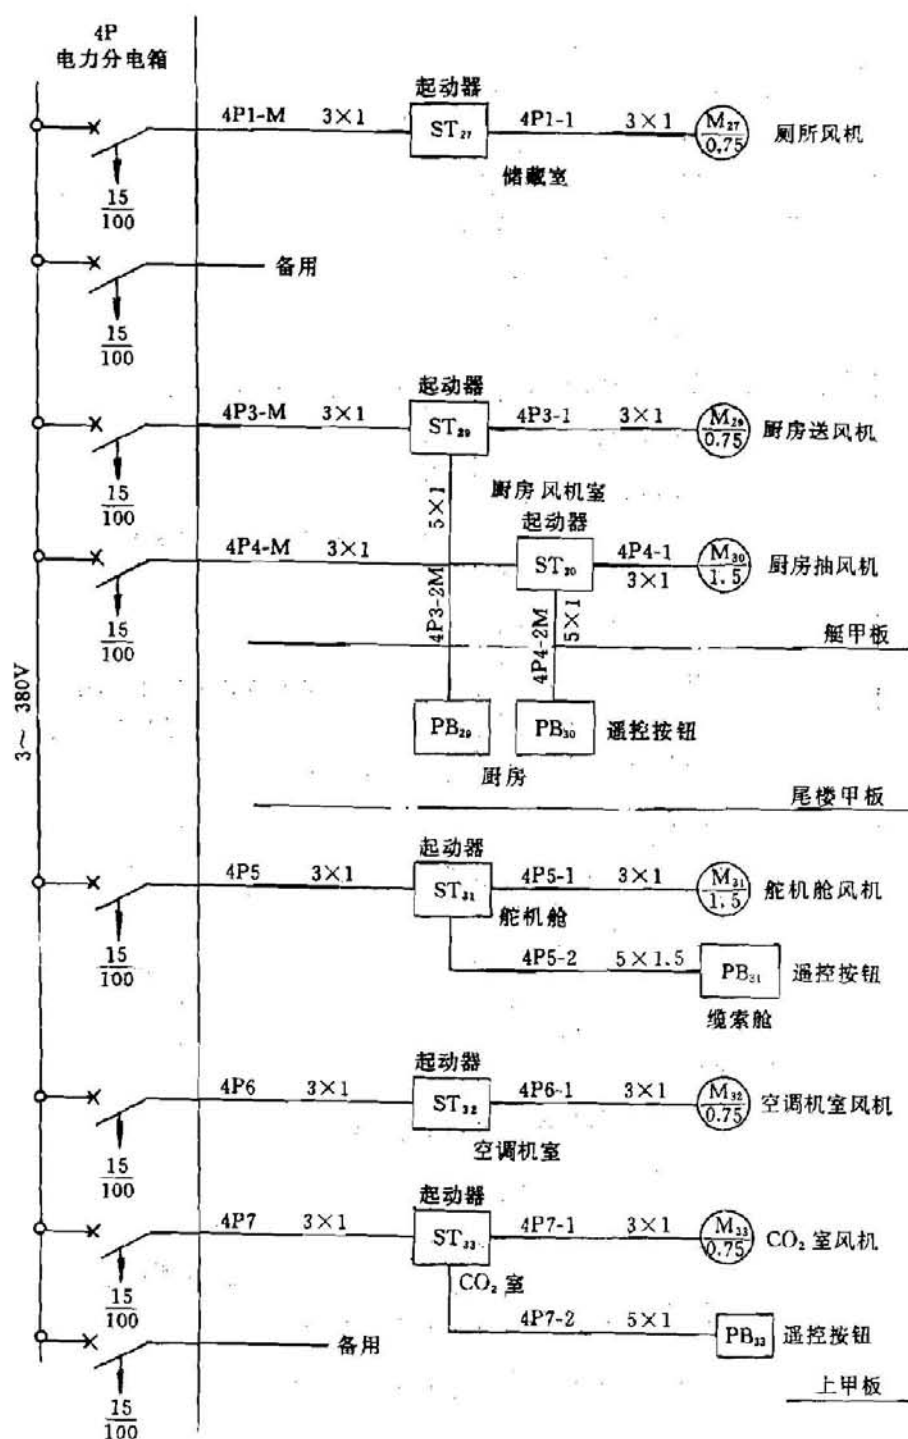 4P
电力分电箱
3～ 380V
起动器
4P1-M 3×1 ST₂₇ 4P1-1 3×1 M₂₇ 0.75 厕所风机
储藏室
15
100
备用
15
100
起动器
4P3-M 3×1 ST₂₉ 4P3-1 3×1 M₂₉ 0.75 厨房送风机
15
100
5×1
4P3-2M
厨房风机室
起动器
4P4-M 3×1 ST₃₀ 4P4-1 3×1 M₃₀ 1.5 厨房抽风机
15
100
5×1
4P4-2M
艇甲板
PB₂₉ PB₃₀ 遥控按钮
厨房
尾楼甲板
起动器
4P5 3×1 ST₃₁ 4P5-1 3×1 M₃₁ 1.5 舵机舱风机
舵机舱
15
100
4P5-2 5×1.5 PB₃₁ 遥控按钮
缆索舱
起动器
4P6 3×1 ST₃₂ 4P6-1 3×1 M₃₂ 0.75 空调机室风机
空调机室
15
100
起动器
4P7 3×1 ST₃₃ 4P7-1 3×1 M₃₃ 0.75 CO₂室风机
CO₂室
15
100
4P7-2 5×1 PB₃₃ 遥控按钮
备用
15
100
上甲板